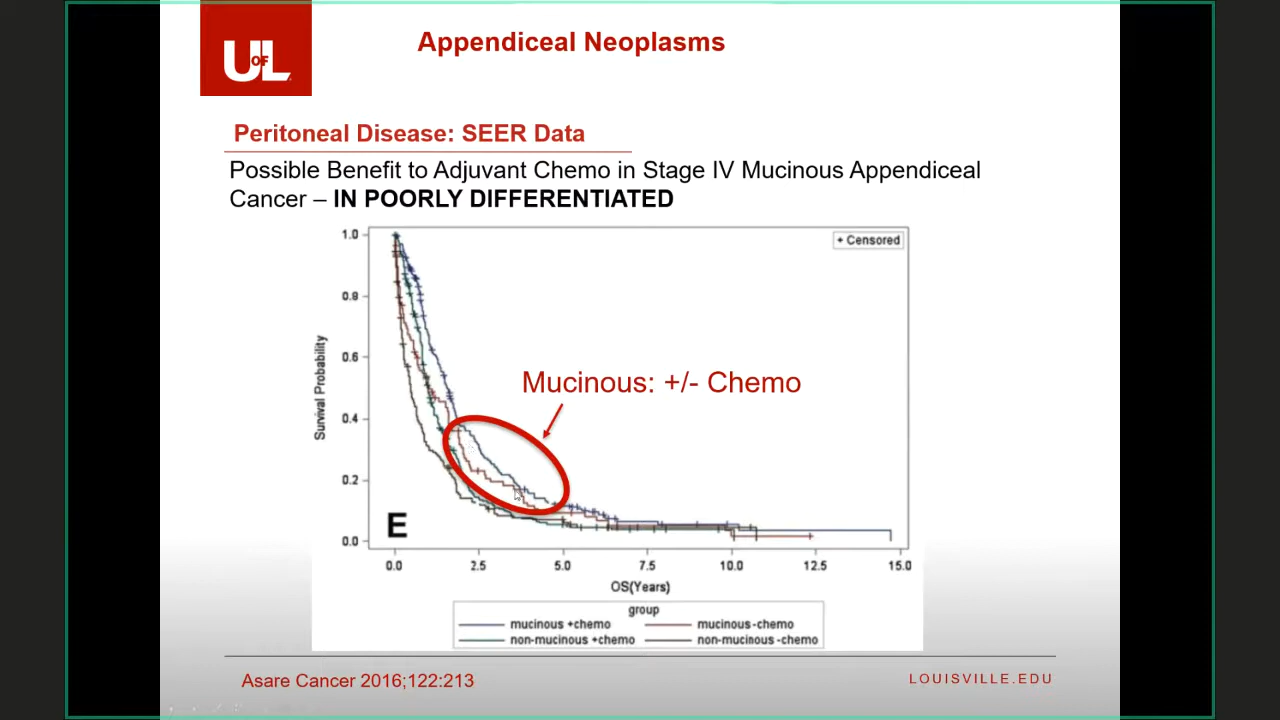 UofL
Appendiceal Neoplasms
Peritoneal Disease: SEER Data
Possible Benefit to Adjuvant Chemo in Stage IV Mucinous Appendiceal
Cancer – IN POORLY DIFFERENTIATED
+ Censored
1.0
0.8
0.6
0.4
0.2
0.0
Survival Probability
Mucinous: +/- Chemo
E
0.0 2.5 5.0 7.5 10.0 12.5 15.0
OS(Years)
group
mucinous +chemo mucinous -chemo
non-mucinous +chemo non-mucinous -chemo
Asare Cancer 2016;122:213
LOUISVILLE.EDU